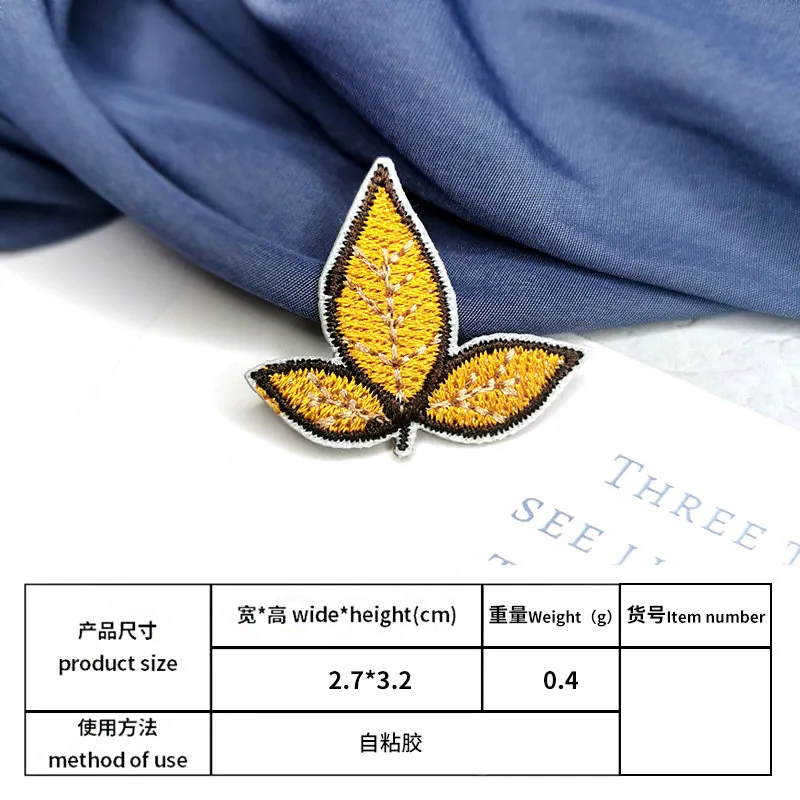 THREE
SEE
产品尺寸
product size
宽*高 wide*height(cm)
重量Weight（g）
货号Item number
2.7*3.2
0.4
使用方法
method of use
自粘胶